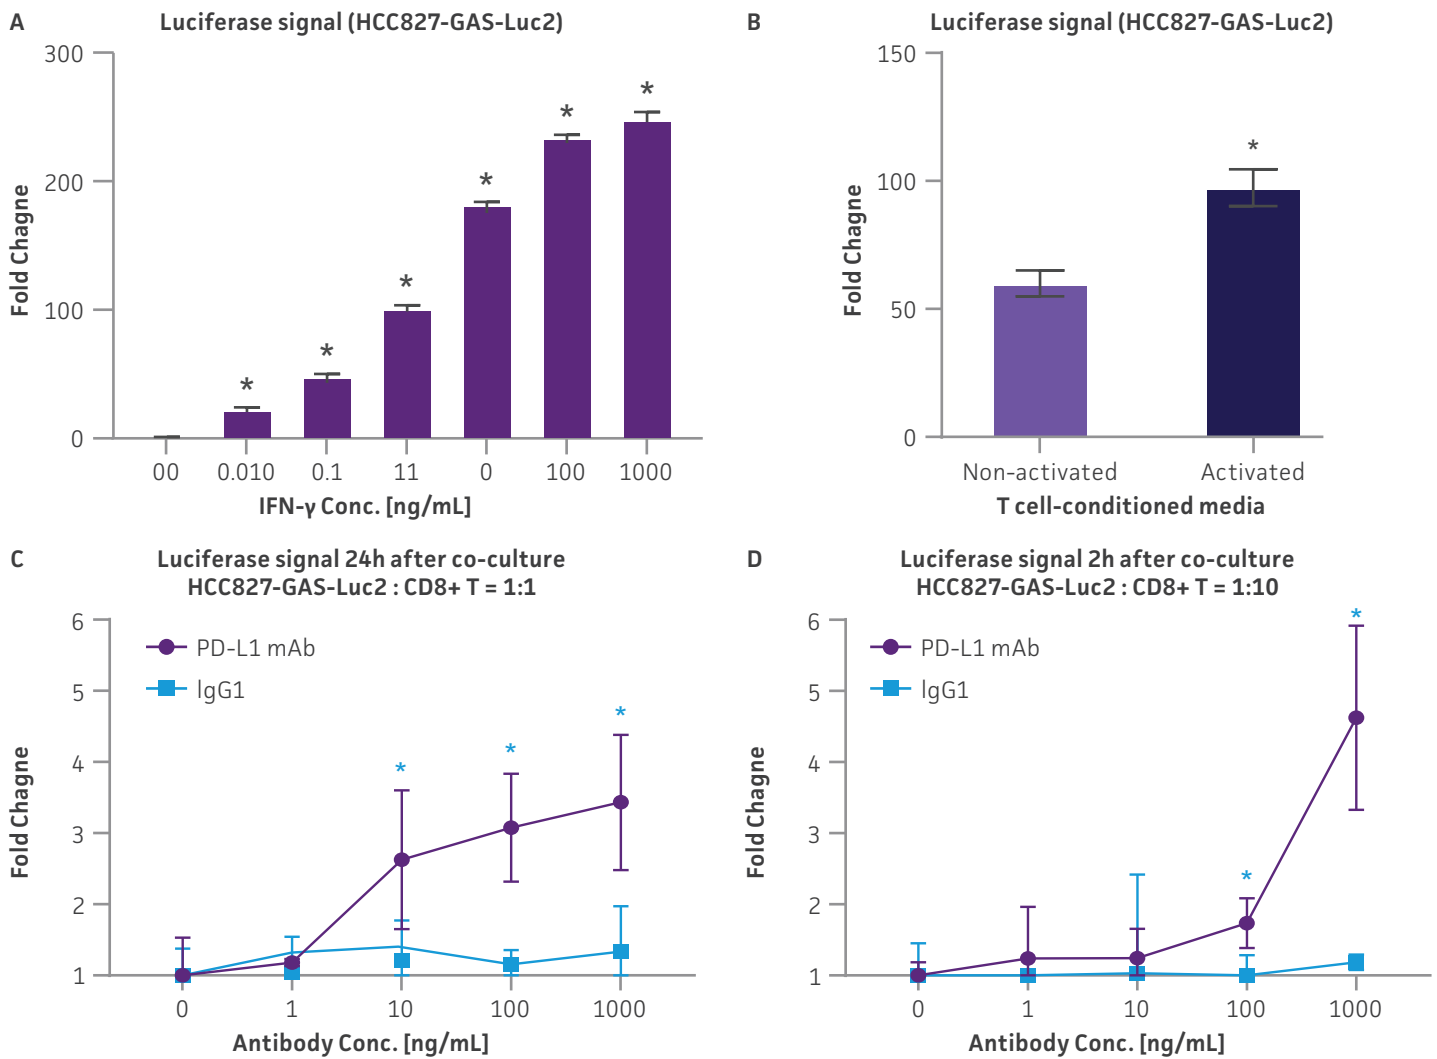 A
Luciferase signal (HCC827-GAS-Luc2)
300
200
100
0
Fold Chagne
*
*
*
*
*
*
00 0.010 0.1 11 0 100 1000
IFN-γ Conc. [ng/mL]
B
Luciferase signal (HCC827-GAS-Luc2)
150
100
50
0
Fold Chagne
*
Non-activated Activated
T cell-conditioned media
C
Luciferase signal 24h after co-culture
HCC827-GAS-Luc2 : CD8+ T = 1:1
6
5
4
3
2
1
Fold Chagne
PD-L1 mAb
IgG1
*
*
*
0 1 10 100 1000
Antibody Conc. [ng/mL]
D
Luciferase signal 2h after co-culture
HCC827-GAS-Luc2 : CD8+ T = 1:10
6
5
4
3
2
1
Fold Chagne
PD-L1 mAb
IgG1
*
*
0 1 10 100 1000
Antibody Conc. [ng/mL]